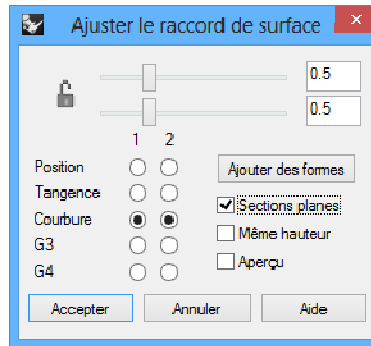 Ajuster le raccord de surface
0.5
0.5
1 2
Position
Tangence
Courbure
G3
G4
Ajouter des formes
Sections planes
Même hauteur
Aperçu
Accepter Annuler Aide